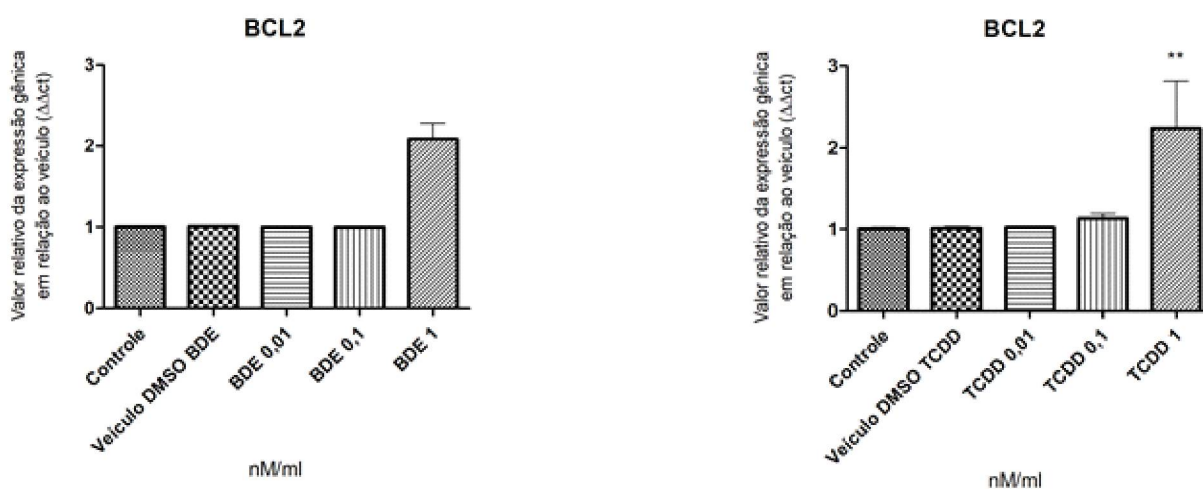 BCL2
Valor relativo da expressão gênica
em relação ao veículo (ΔΔct)
3
2
1
0
Controle
Veículo DMSO BDE
BDE 0,01
BDE 0,1
BDE 1
nM/ml
BCL2
Valor relativo da expressão gênica
em relação ao veículo (ΔΔct)
3
2
1
0
**
Controle
Veículo DMSO TCDD
TCDD 0,01
TCDD 0,1
TCDD 1
nM/ml